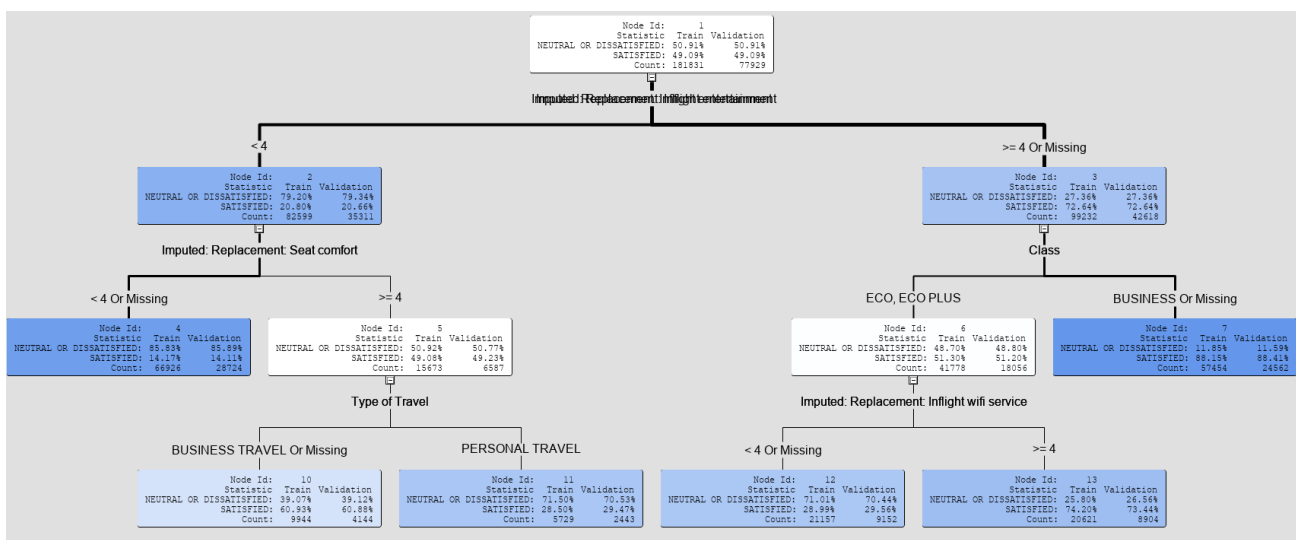 Node Id: 1
Statistic Train Validation
NEUTRAL OR DISSATISFIED: 50.91% 50.91%
SATISFIED: 49.09% 49.09%
Count: 181831 77929
Imputed: Replacement: Inflight entertainment
< 4
>= 4 Or Missing
Node Id: 2
Statistic Train Validation
NEUTRAL OR DISSATISFIED: 79.20% 79.34%
SATISFIED: 20.80% 20.66%
Count: 82599 35311
Node Id: 3
Statistic Train Validation
NEUTRAL OR DISSATISFIED: 27.36% 27.36%
SATISFIED: 72.64% 72.64%
Count: 99232 42618
Imputed: Replacement: Seat comfort
Class
< 4 Or Missing
>= 4
ECO, ECO PLUS
BUSINESS Or Missing
Node Id: 4
Statistic Train Validation
NEUTRAL OR DISSATISFIED: 85.83% 85.89%
SATISFIED: 14.17% 14.11%
Count: 66926 28724
Node Id: 5
Statistic Train Validation
NEUTRAL OR DISSATISFIED: 50.92% 50.77%
SATISFIED: 49.08% 49.23%
Count: 15673 6587
Node Id: 6
Statistic Train Validation
NEUTRAL OR DISSATISFIED: 48.70% 48.80%
SATISFIED: 51.30% 51.20%
Count: 41778 18056
Node Id: 7
Statistic Train Validation
NEUTRAL OR DISSATISFIED: 11.85% 11.59%
SATISFIED: 88.15% 88.41%
Count: 57454 24562
Type of Travel
Imputed: Replacement: Inflight wifi service
BUSINESS TRAVEL Or Missing
PERSONAL TRAVEL
< 4 Or Missing
>= 4
Node Id: 10
Statistic Train Validation
NEUTRAL OR DISSATISFIED: 39.07% 39.12%
SATISFIED: 60.93% 60.88%
Count: 9944 4144
Node Id: 11
Statistic Train Validation
NEUTRAL OR DISSATISFIED: 71.50% 70.53%
SATISFIED: 28.50% 29.47%
Count: 5729 2443
Node Id: 12
Statistic Train Validation
NEUTRAL OR DISSATISFIED: 71.01% 70.44%
SATISFIED: 28.99% 29.56%
Count: 21157 9152
Node Id: 13
Statistic Train Validation
NEUTRAL OR DISSATISFIED: 25.80% 26.56%
SATISFIED: 74.20% 73.44%
Count: 20621 8904